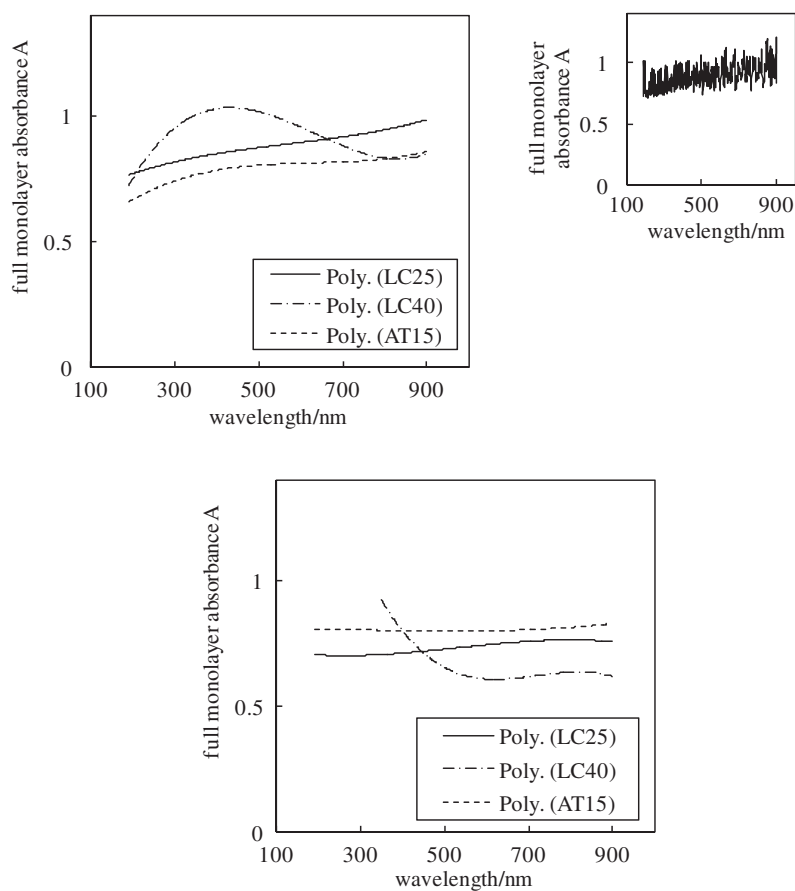 full monolayer absorbance A
1
0.5
0
Poly. (LC25)
Poly. (LC40)
Poly. (AT15)
100 300 500 700 900
wavelength/nm
full monolayer
absorbance A
1
0.5
0
100 500 900
wavelength/nm
full monolayer absorbance A
1
0.5
0
Poly. (LC25)
Poly. (LC40)
Poly. (AT15)
100 300 500 700 900
wavelength/nm